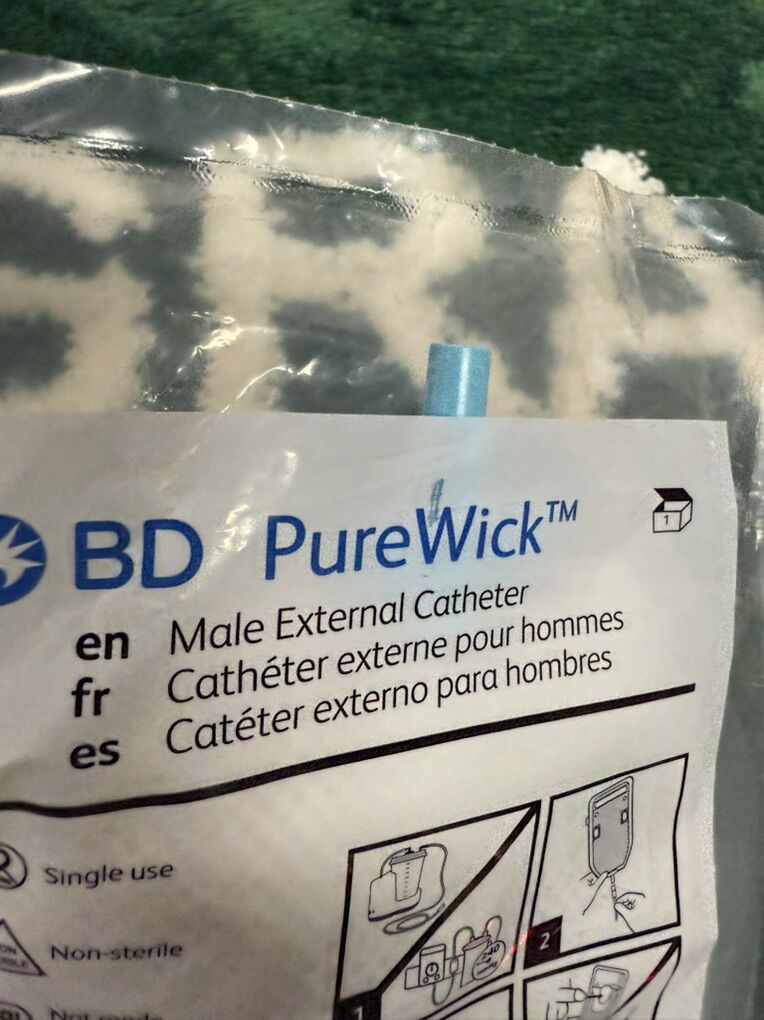 BD PureWick™
1
en Male External Catheter
fr Cathéter externe pour hommes
es Catéter externo para hombres
Single use
Non-sterile
2
1